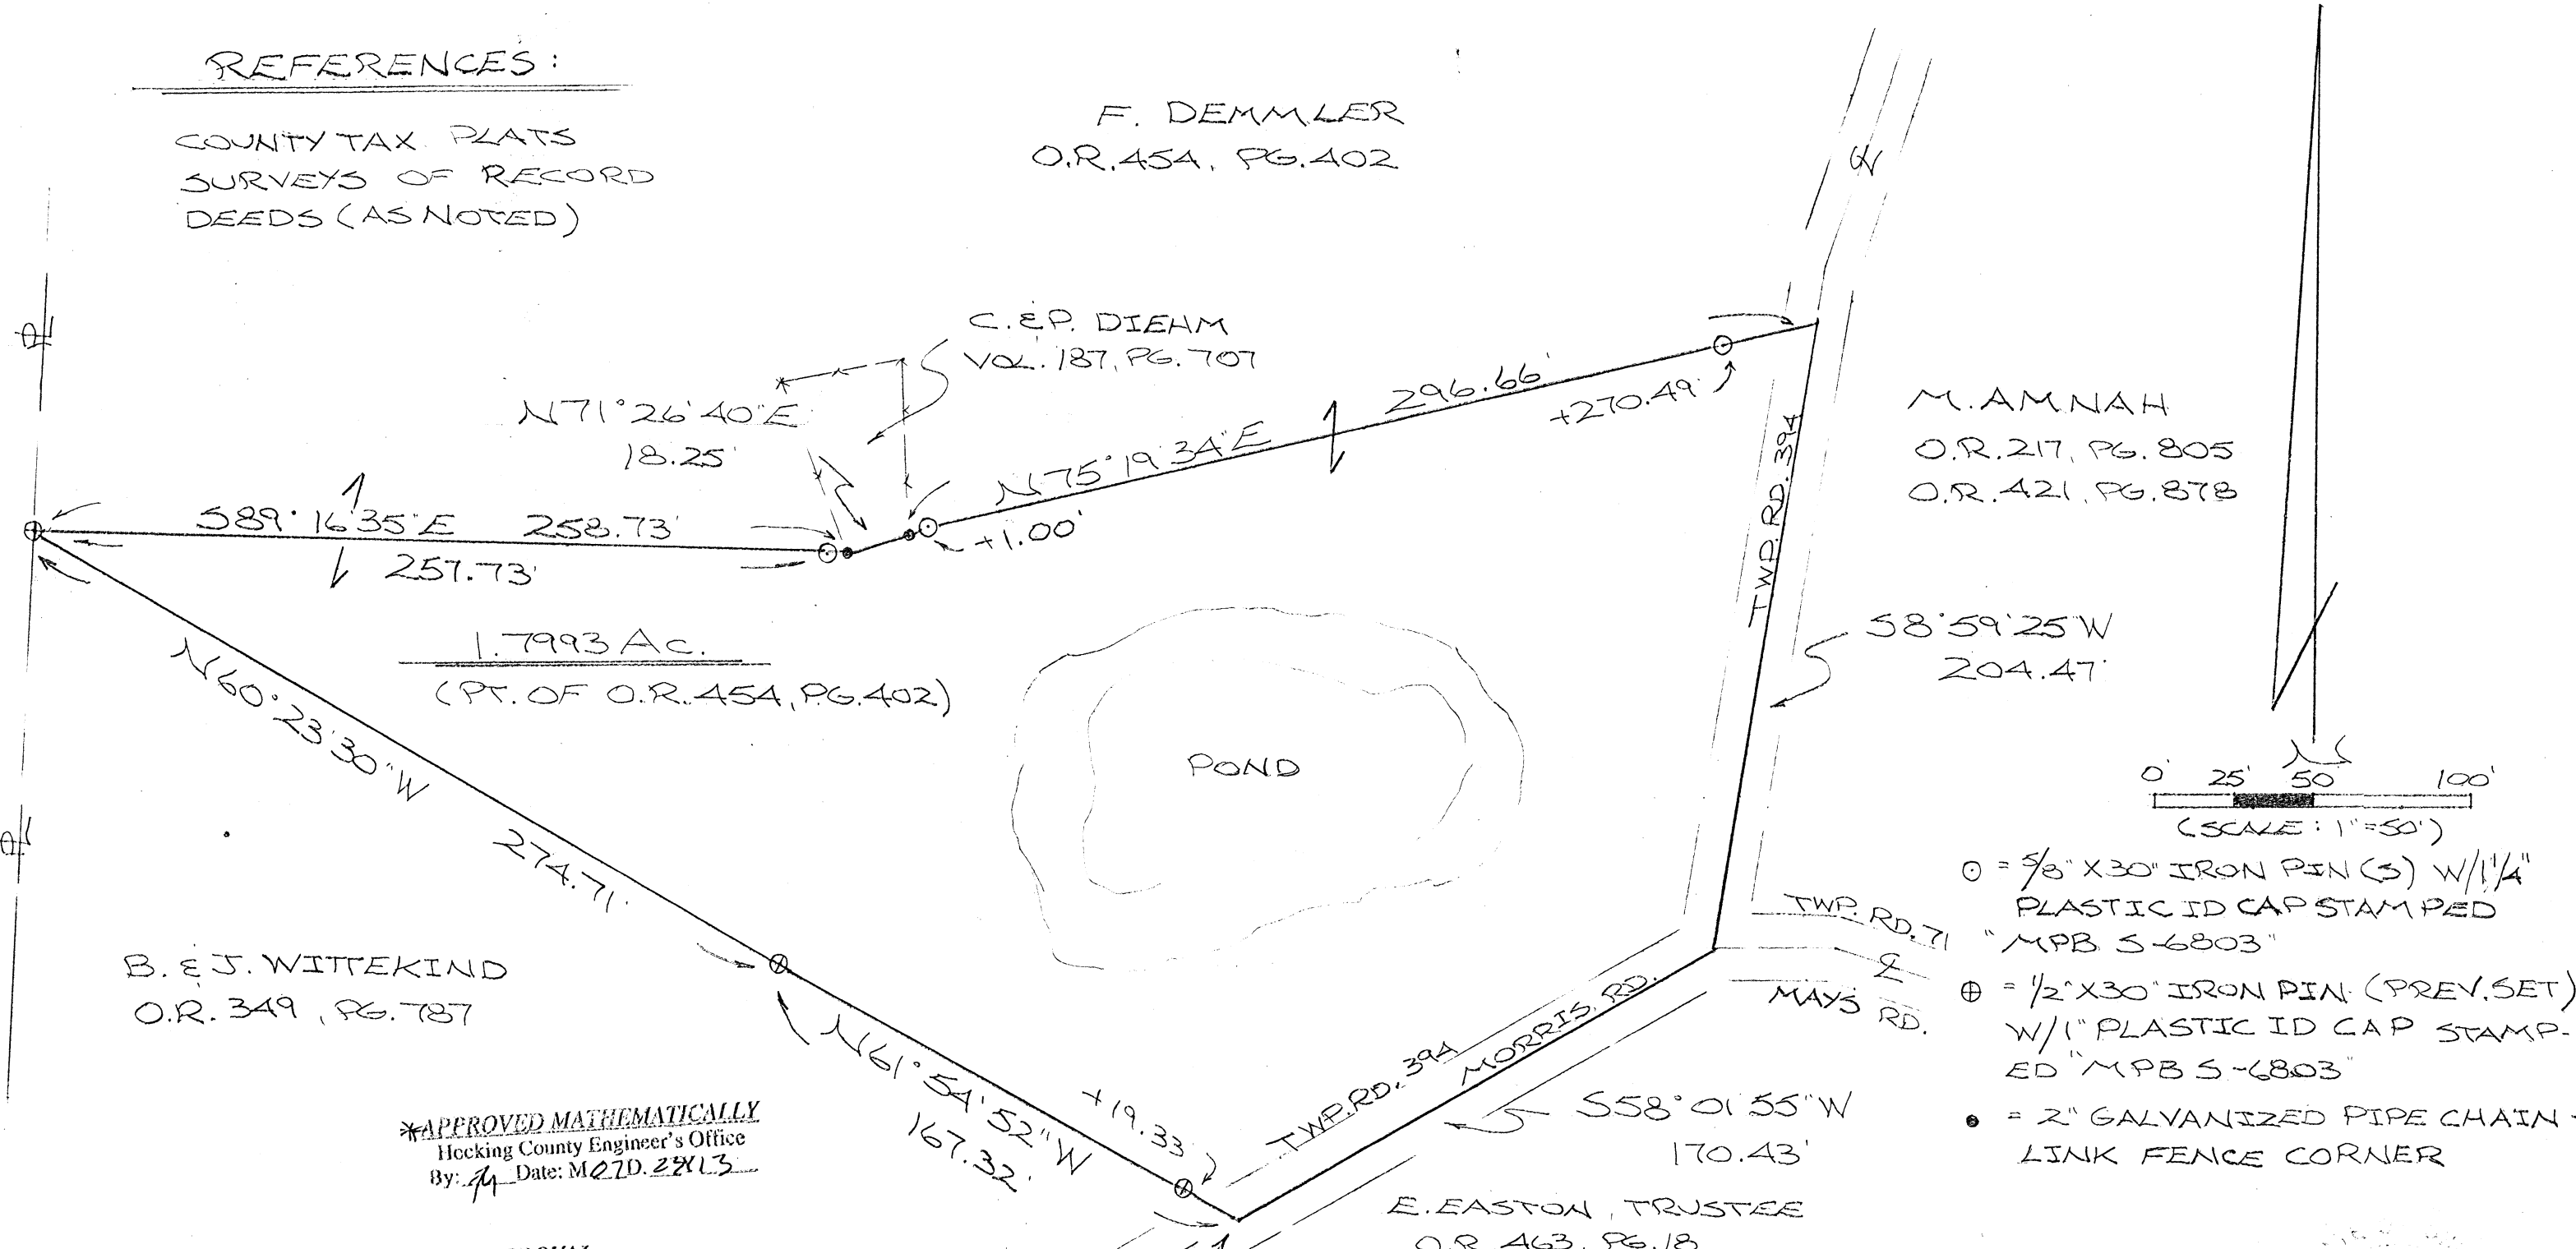 REFERENCES:
COUNTY TAX PLATS
SURVEYS OF RECORD
DEEDS (AS NOTED)
F. DEMMLER
O.R. 454, PG. 402
C. & P. DIEHM
VOL. 187, PG. 707
N71°26'40"E
18.25'
296.66'
+270.49'
N75°19'34"E
+1.00'
S89°16'35"E 258.73'
257.73'
TWP. RD. 394
M. AMNAH
O.R. 217, PG. 805
O.R. 421, PG. 878
S8°59'25"W
204.47'
1.7993 Ac.
(PT. OF O.R. 454, PG. 402)
POND
N60°23'30"W
274.71'
N
0' 25' 50' 100'
(SCALE: 1"=50')
⊙ = 5/8" X 30" IRON PIN (S) W/1 1/4"
PLASTIC ID CAP STAMPED
"MPB S-6803"
⊕ = 1/2" X 30" IRON PIN (PREV. SET)
W/1" PLASTIC ID CAP STAMP-
ED "MPB S-6803"
● = 2" GALVANIZED PIPE CHAIN-
LINK FENCE CORNER
TWP. RD. 71
MAYS RD.
B. & J. WITTEKIND
O.R. 349, PG. 787
N61°54'52"W
167.32'
+19.33'
TWP. RD. 394
MORRIS RD.
S58°01'55"W
170.43'
E. EASTON, TRUSTEE
O.R. 463, PG. 18
*APPROVED MATHEMATICALLY
Hocking County Engineer's Office
By: Date: M07D.